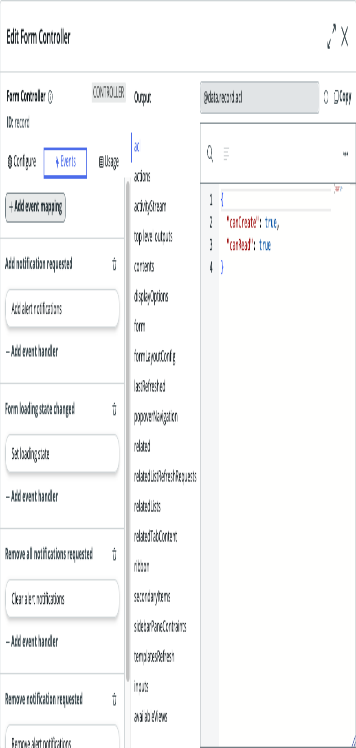 Edit Form Controller
Form Controller
CONTROLLER
ID: record
Configure
Events
Usage
+ Add event mapping
Add notification requested
Add alert notifications
Add event handler
Form loading state changed
Set loading state
Add event handler
Remove all notifications requested
Clear alert notifications
Add event handler
Remove notification requested
Remove alert notifications
Output
acl
actions
activityStream
top level outputs
contents
displayOptions
form
formLayoutConfig
lastRefreshed
popoverNavigation
related
relatedListRefreshRequests
relatedLists
relatedTabContent
ribbon
secondaryItems
sidebarPaneContraints
templatesRefresh
inputs
availableViews
@data.record.acl
Copy
1 {
2 "canCreate": true,
3 "canRead": true
4 }